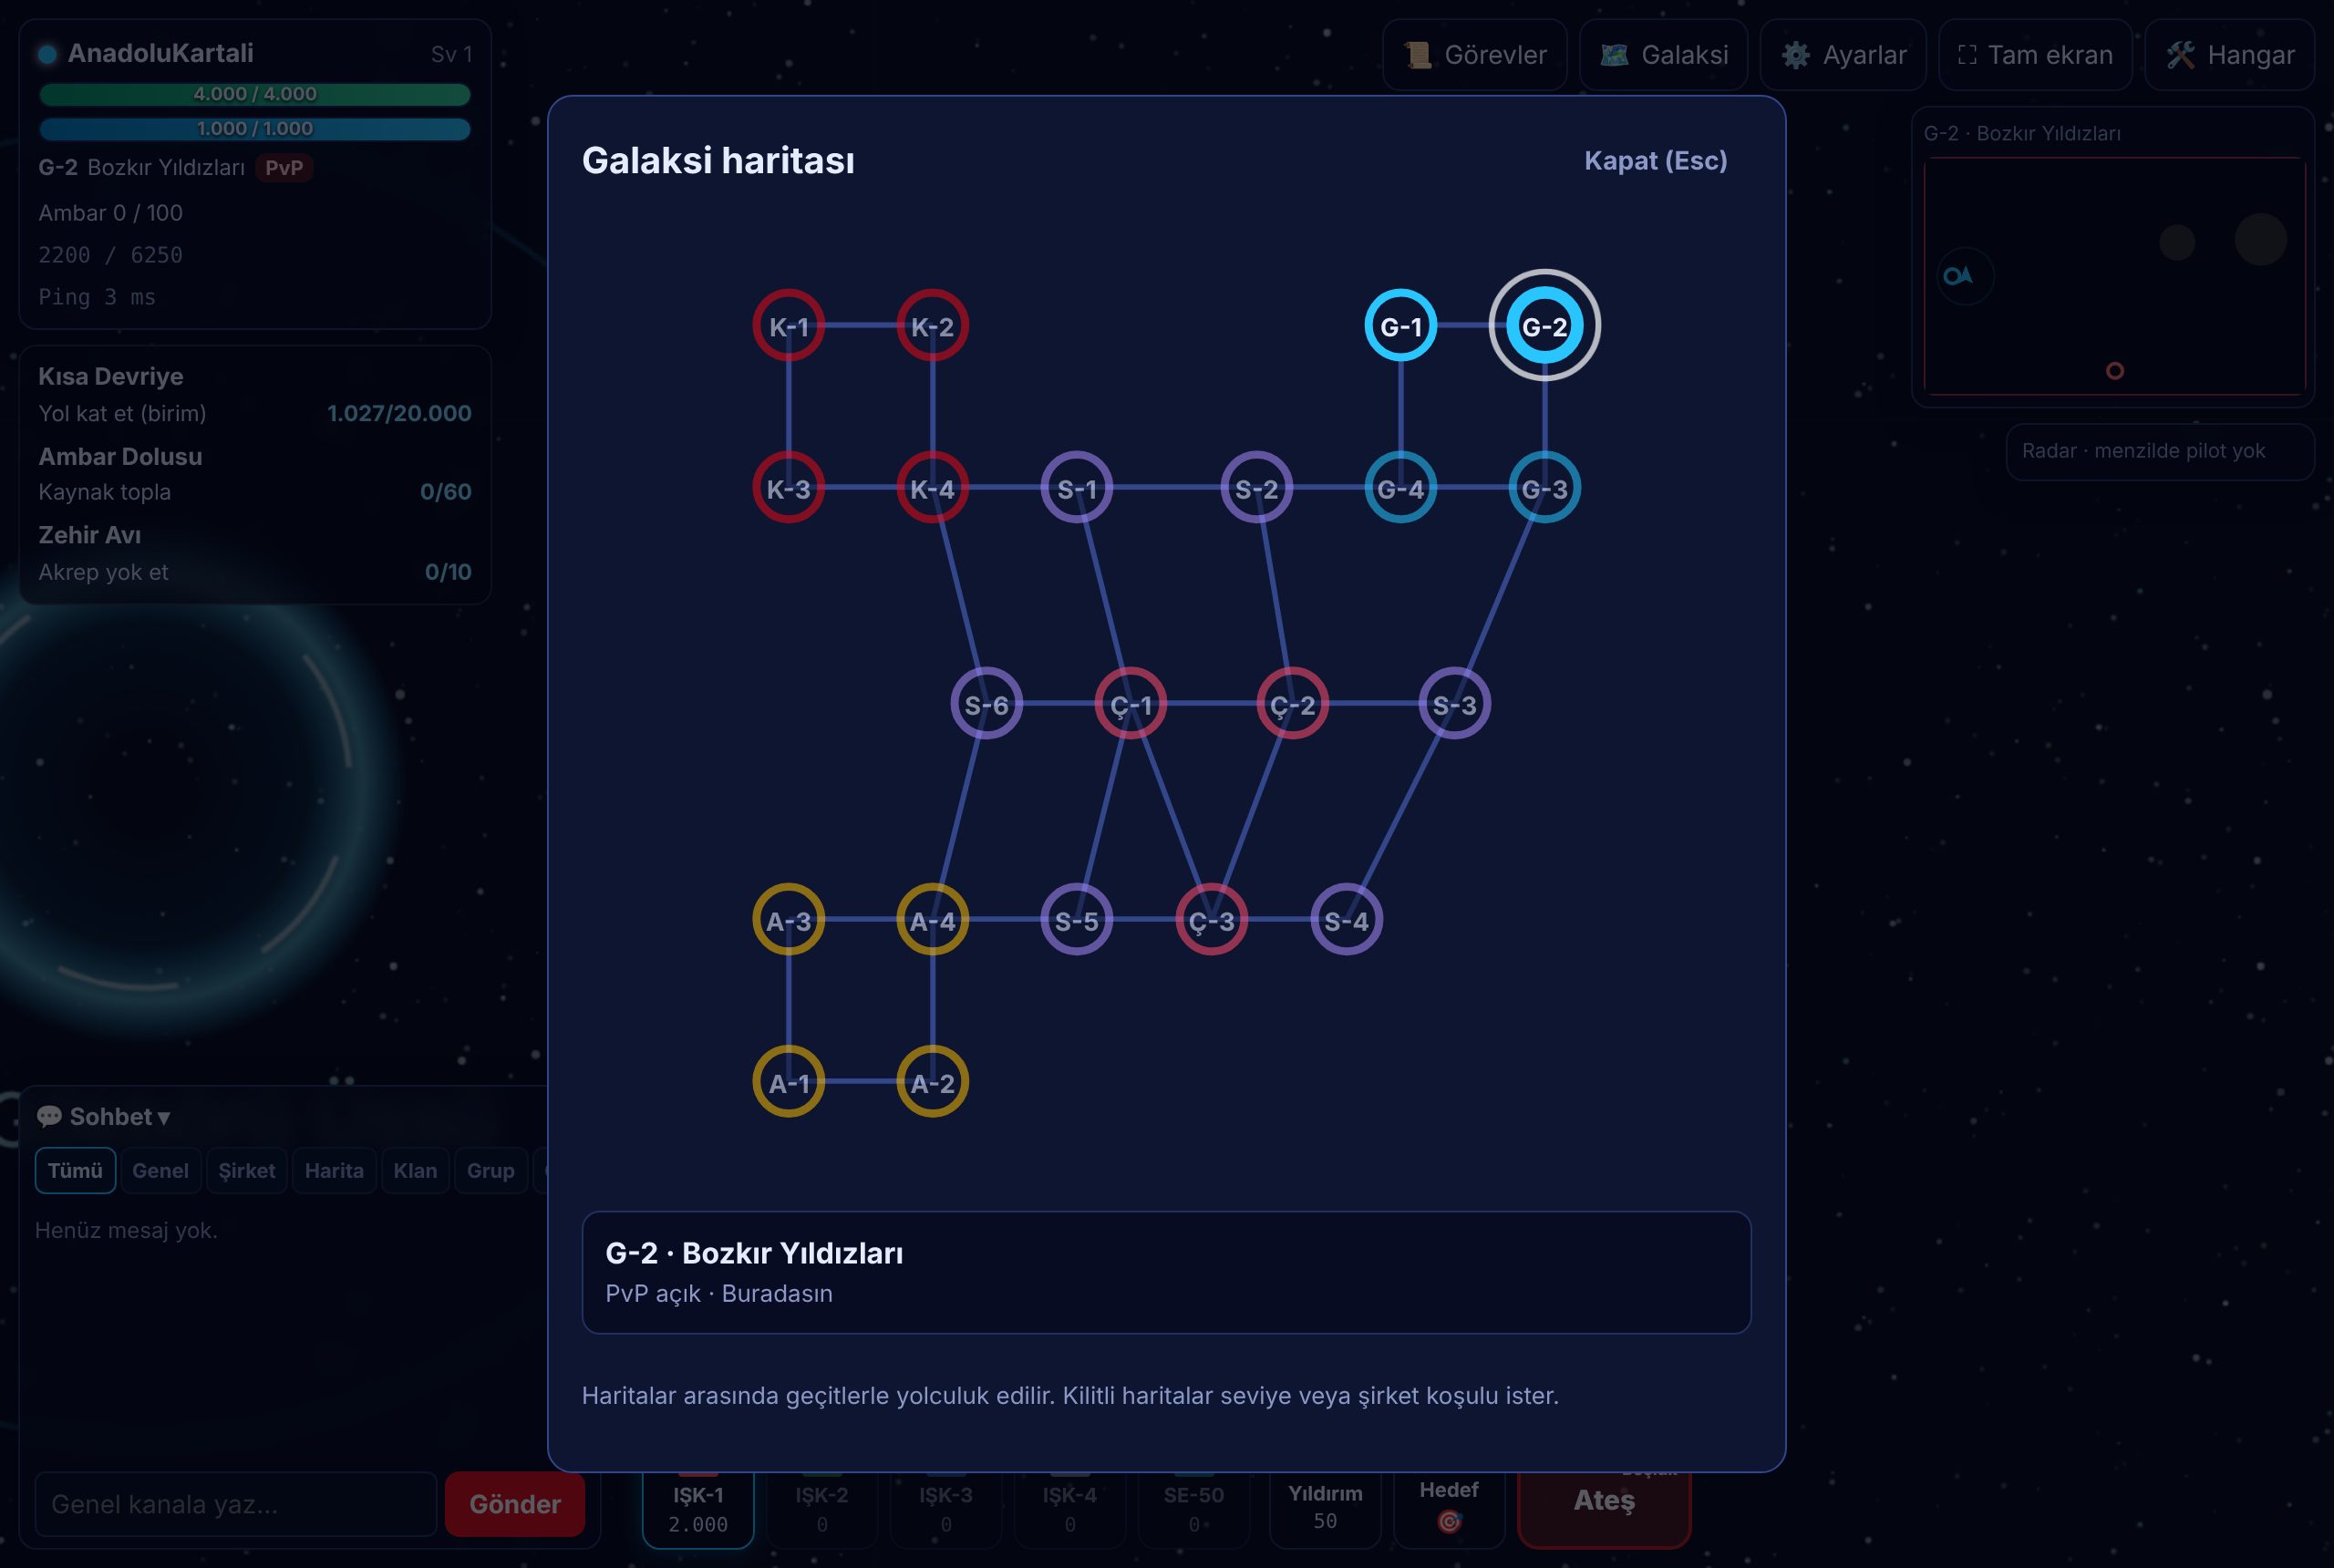 AnadoluKartali
Sv 1
4.000 / 4.000
1.000 / 1.000
G-2 Bozkır Yıldızları PvP
Ambar 0 / 100
2200 / 6250
Ping 3 ms
Kısa Devriye
Yol kat et (birim) 1.027/20.000
Ambar Dolusu
Kaynak topla 0/60
Zehir Avı
Akrep yok et 0/10
Görevler
Galaksi
Ayarlar
Tam ekran
Hangar
G-2 · Bozkır Yıldızları
Radar · menzilde pilot yok
Galaksi haritası
Kapat (Esc)
K-1 K-2 G-1 G-2
K-3 K-4 S-1 S-2 G-4 G-3
S-6 Ç-1 Ç-2 S-3
A-3 A-4 S-5 Ç-3 S-4
A-1 A-2
G-2 · Bozkır Yıldızları
PvP açık · Buradasın
Haritalar arasında geçitlerle yolculuk edilir. Kilitli haritalar seviye veya şirket koşulu ister.
Sohbet ▾
Tümü Genel Şirket Harita Klan Grup
Henüz mesaj yok.
Genel kanala yaz...
Gönder
IŞK-1
2.000
IŞK-2
0
IŞK-3
0
IŞK-4
0
SE-50
0
Yıldırım
50
Hedef
Ateş